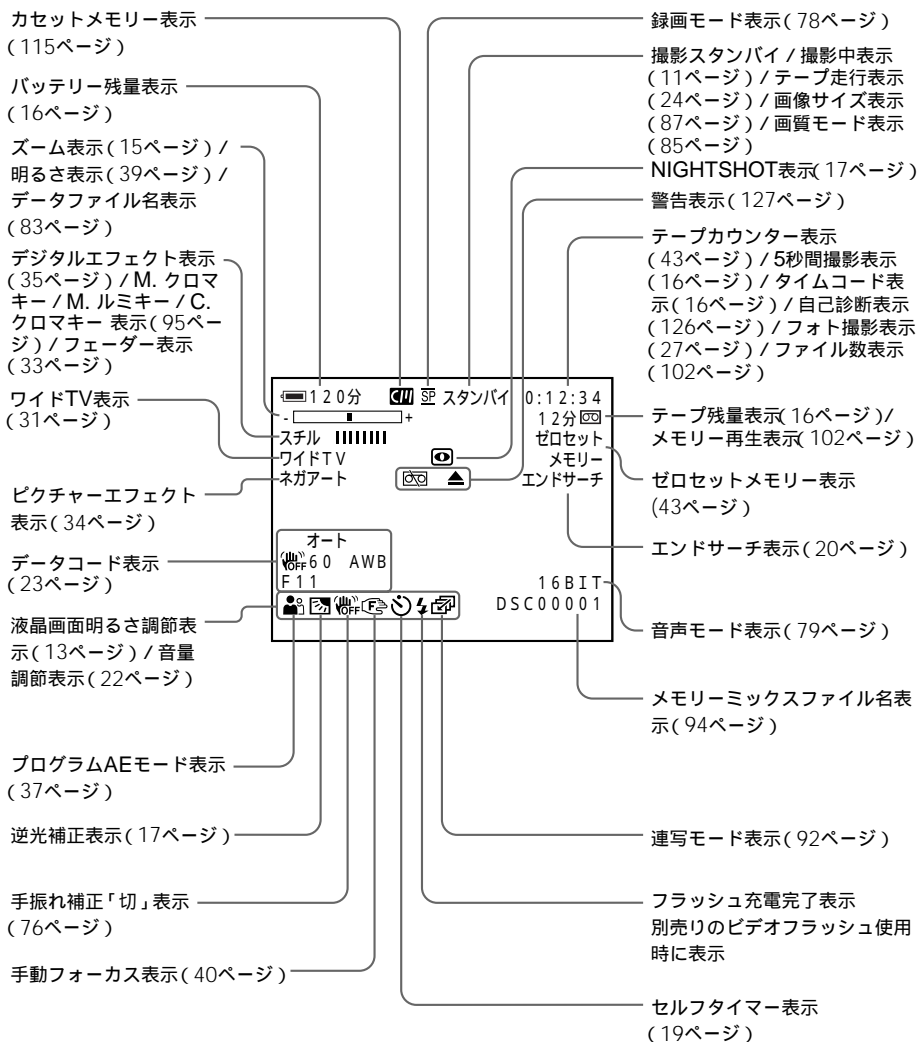 カセットメモリー表示
(115ページ)
バッテリー残量表示
(16ページ)
ズーム表示(15ページ)/
明るさ表示(39ページ)/
データファイル名表示
(83ページ)
デジタルエフェクト表示
(35ページ)/ M. クロマ
キー / M. ルミキー / C.
クロマキー 表示(95ペー
ジ)/ フェーダー表示
(33ページ)
ワイドTV表示
(31ページ)
ピクチャーエフェクト
表示(34ページ)
データコード表示
(23ページ)
液晶画面明るさ調節表
示(13ページ)/ 音量
調節表示(22ページ)
プログラムAEモード表示
(37ページ)
逆光補正表示(17ページ)
手振れ補正「切」表示
(76ページ)
手動フォーカス表示(40ページ)
120分 SP スタンバイ 0:12:34
- + 12分
スチル ゼロセット
ワイドTV メモリー
ネガアート エンドサーチ
オート
OFF 60 AWB
F11
16BIT
OFF F DSC00001
録画モード表示(78ページ)
撮影スタンバイ / 撮影中表示
(11ページ)/ テープ走行表示
(24ページ)/ 画像サイズ表示
(87ページ)/ 画質モード表示
(85ページ)
NIGHTSHOT表示(17ページ)
警告表示(127ページ)
テープカウンター表示
(43ページ)/ 5秒間撮影表示
(16ページ)/ タイムコード表
示(16ページ)/ 自己診断表示
(126ページ)/ フォト撮影表示
(27ページ)/ ファイル数表示
(102ページ)
テープ残量表示(16ページ)/
メモリー再生表示(102ページ)
ゼロセットメモリー表示
(43ページ)
エンドサーチ表示(20ページ)
音声モード表示(79ページ)
メモリーミックスファイル名表
示(94ページ)
連写モード表示(92ページ)
フラッシュ充電完了表示
別売りのビデオフラッシュ使用
時に表示
セルフタイマー表示
(19ページ)